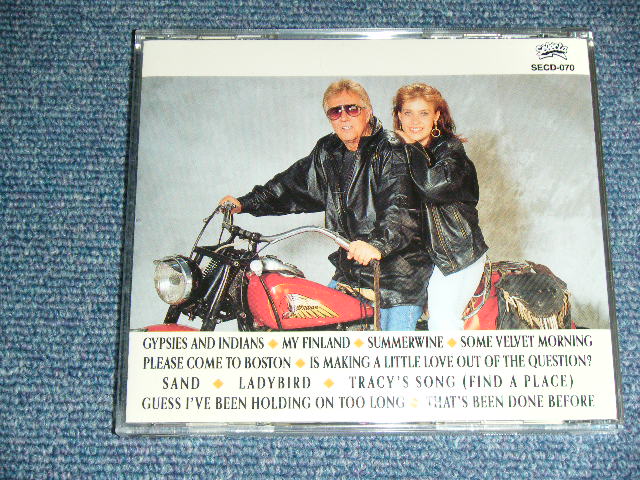 Selecta
SECD-070
Indian
GYPSIES AND INDIANS ◆ MY FINLAND ◆ SUMMERWINE ◆ SOME VELVET MORNING
PLEASE COME TO BOSTON ◆ IS MAKING A LITTLE LOVE OUT OF THE QUESTION?
SAND ◆ LADYBIRD ◆ TRACY'S SONG (FIND A PLACE)
GUESS I'VE BEEN HOLDING ON TOO LONG ◆ THAT'S BEEN DONE BEFORE